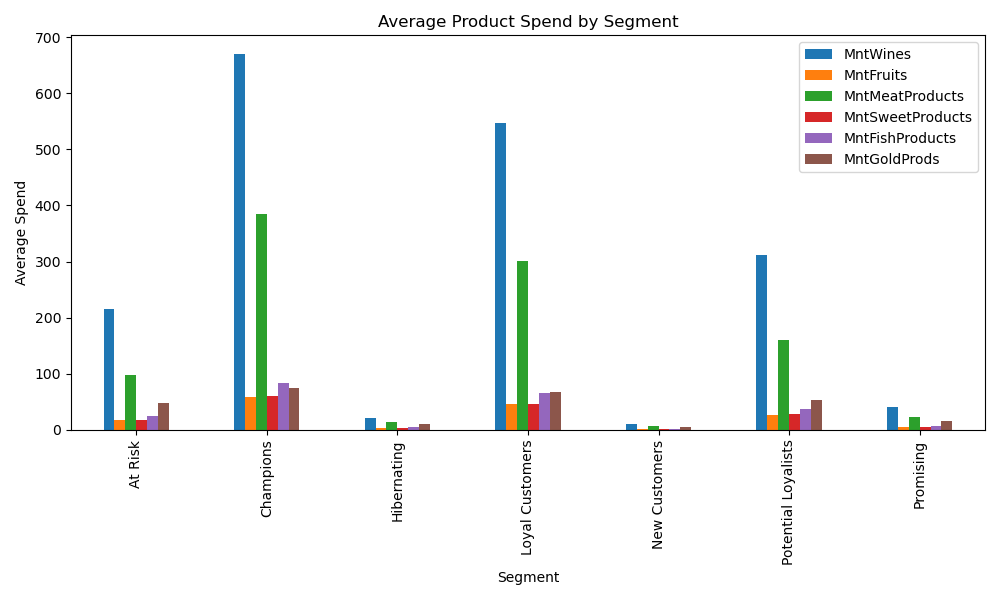 Average Product Spend by Segment
700
600
500
400
300
200
100
0
Average Spend
MntWines
MntFruits
MntMeatProducts
MntSweetProducts
MntFishProducts
MntGoldProds
At Risk
Champions
Hibernating
Loyal Customers
New Customers
Potential Loyalists
Promising
Segment